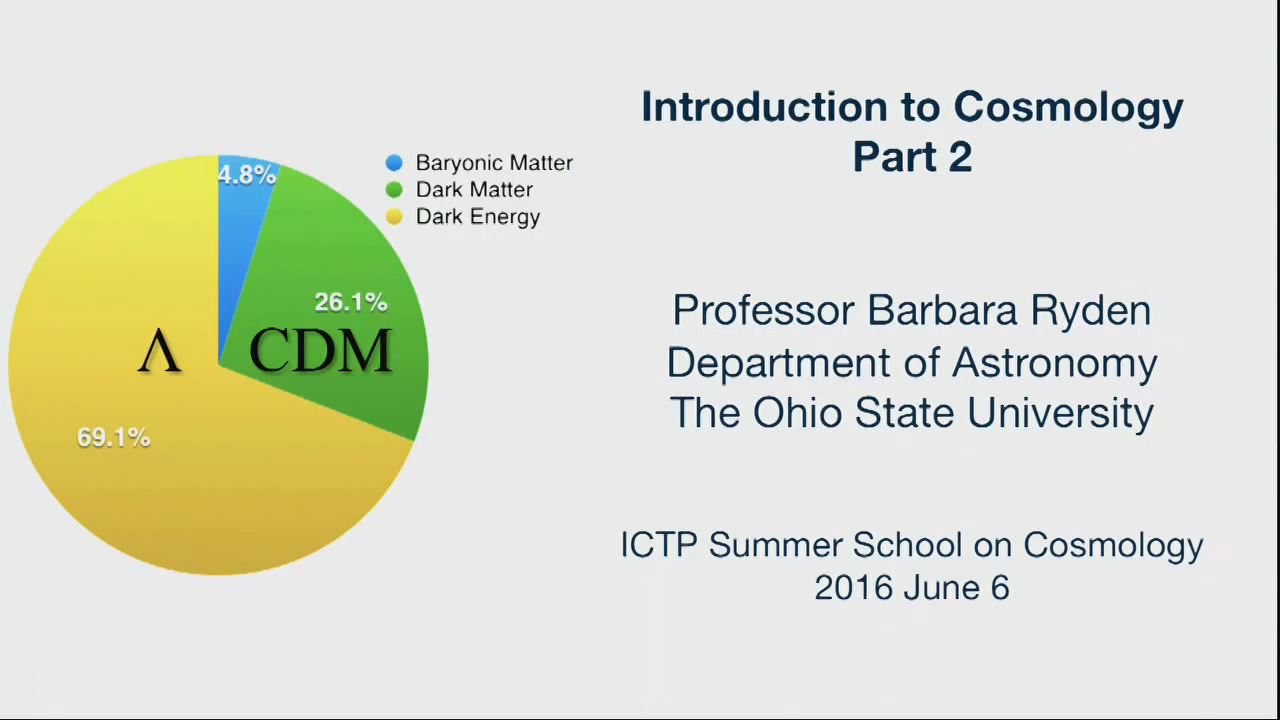 Introduction to Cosmology
Part 2
Baryonic Matter
Dark Matter
Dark Energy
4.8%
26.1%
Λ CDM
69.1%
Professor Barbara Ryden
Department of Astronomy
The Ohio State University
ICTP Summer School on Cosmology
2016 June 6